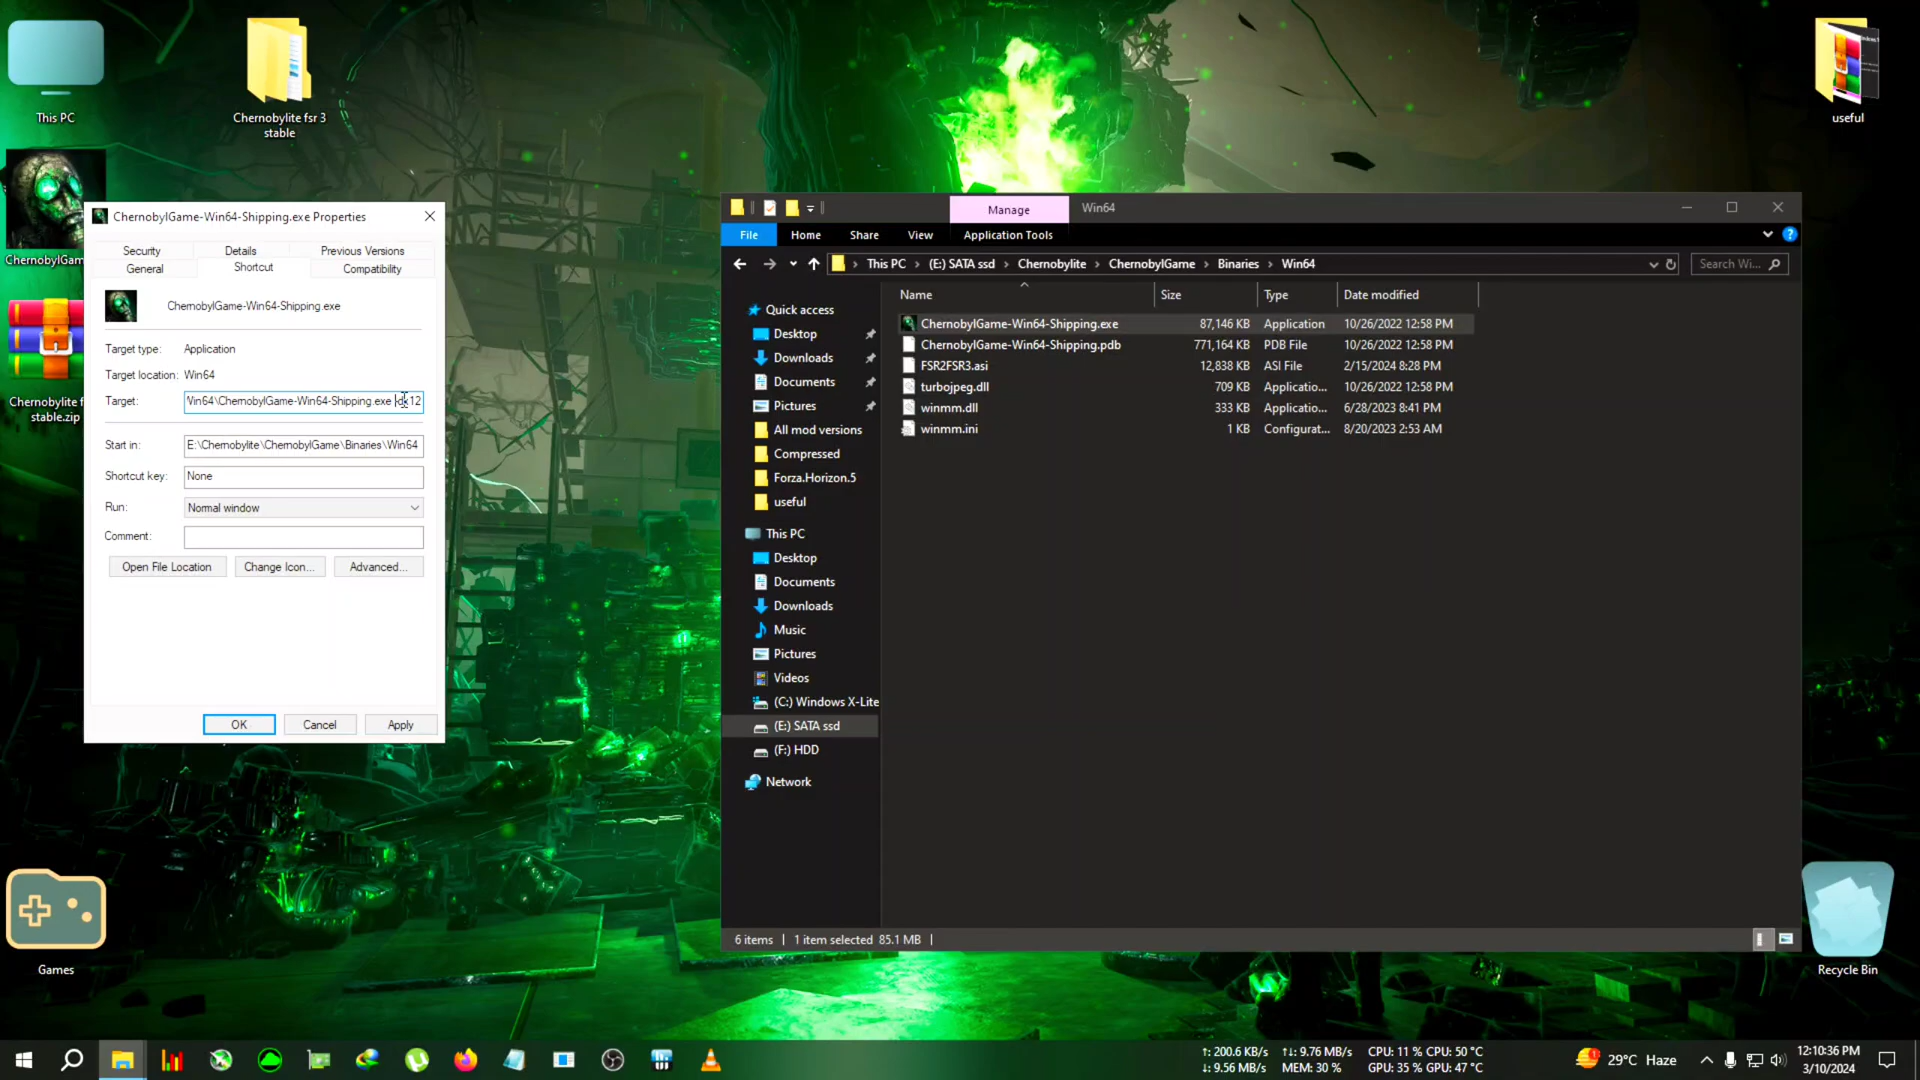 This PC
Chernobylite fsr 3
stable
useful
ChernobylGam
Chernobylite f
stable.zip
Games
Recycle Bin
ChernobylGame-Win64-Shipping.exe Properties
Security
Details
Previous Versions
General
Shortcut
Compatibility
ChernobylGame-Win64-Shipping.exe
Target type: Application
Target location: Win64
Target: Win64\ChernobylGame-Win64-Shipping.exe
Start in: E:\Chernobylite\ChernobylGame\Binaries\Win64
Shortcut key: None
Run: Normal window
Comment:
Open File Location
Change Icon...
Advanced...
OK
Cancel
Apply
Manage
Win64
File
Home
Share
View
Application Tools
This PC
(E:) SATA ssd
Chernobylite
ChernobylGame
Binaries
Win64
Search Wi...
Quick access
Desktop
Downloads
Documents
Pictures
All mod versions
Compressed
Forza.Horizon.5
useful
This PC
Desktop
Documents
Downloads
Music
Pictures
Videos
(C:) Windows X-Lite
(E:) SATA ssd
(F:) HDD
Network
Name Size Type Date modified
ChernobylGame-Win64-Shipping.exe 87,146 KB Application 10/26/2022 12:58 PM
ChernobylGame-Win64-Shipping.pdb 771,164 KB PDB File 10/26/2022 12:58 PM
FSR2FSR3.asi 12,838 KB ASI File 2/15/2024 8:28 PM
turbojpeg.dll 709 KB Applicatio... 10/26/2022 12:58 PM
winmm.dll 333 KB Applicatio... 6/28/2023 8:41 PM
winmm.ini 1 KB Configurat... 8/20/2023 2:53 AM
6 items 1 item selected 85.1 MB
↑: 200.6 KB/s ↑↓: 9.76 MB/s CPU: 11 % CPU: 50 °C
↓: 9.56 MB/s MEM: 30 % GPU: 35 % GPU: 47 °C
29°C Haze
12:10:36 PM
3/10/2024